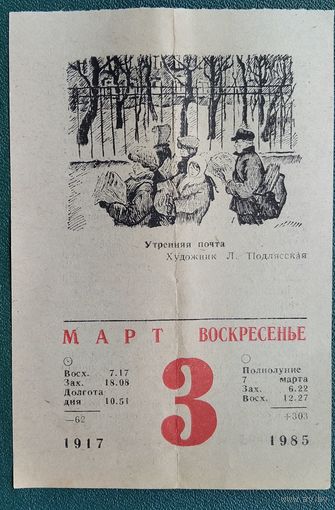 Утренняя почта
Художник Л. Подлясская
МАРТ ВОСКРЕСЕНЬЕ
3
Восх. 7.17
Зах. 18.08
Долгота
дня 10.51
—62
1917
Полнолуние
7 марта
Зах. 6.22
Восх. 12.27
+303
1985